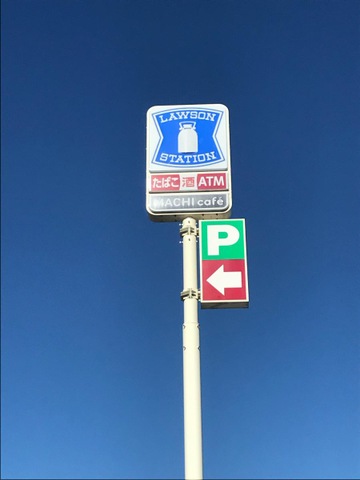 LAWSON
STATION
たばこ 酒 ATM
MACHI café
P